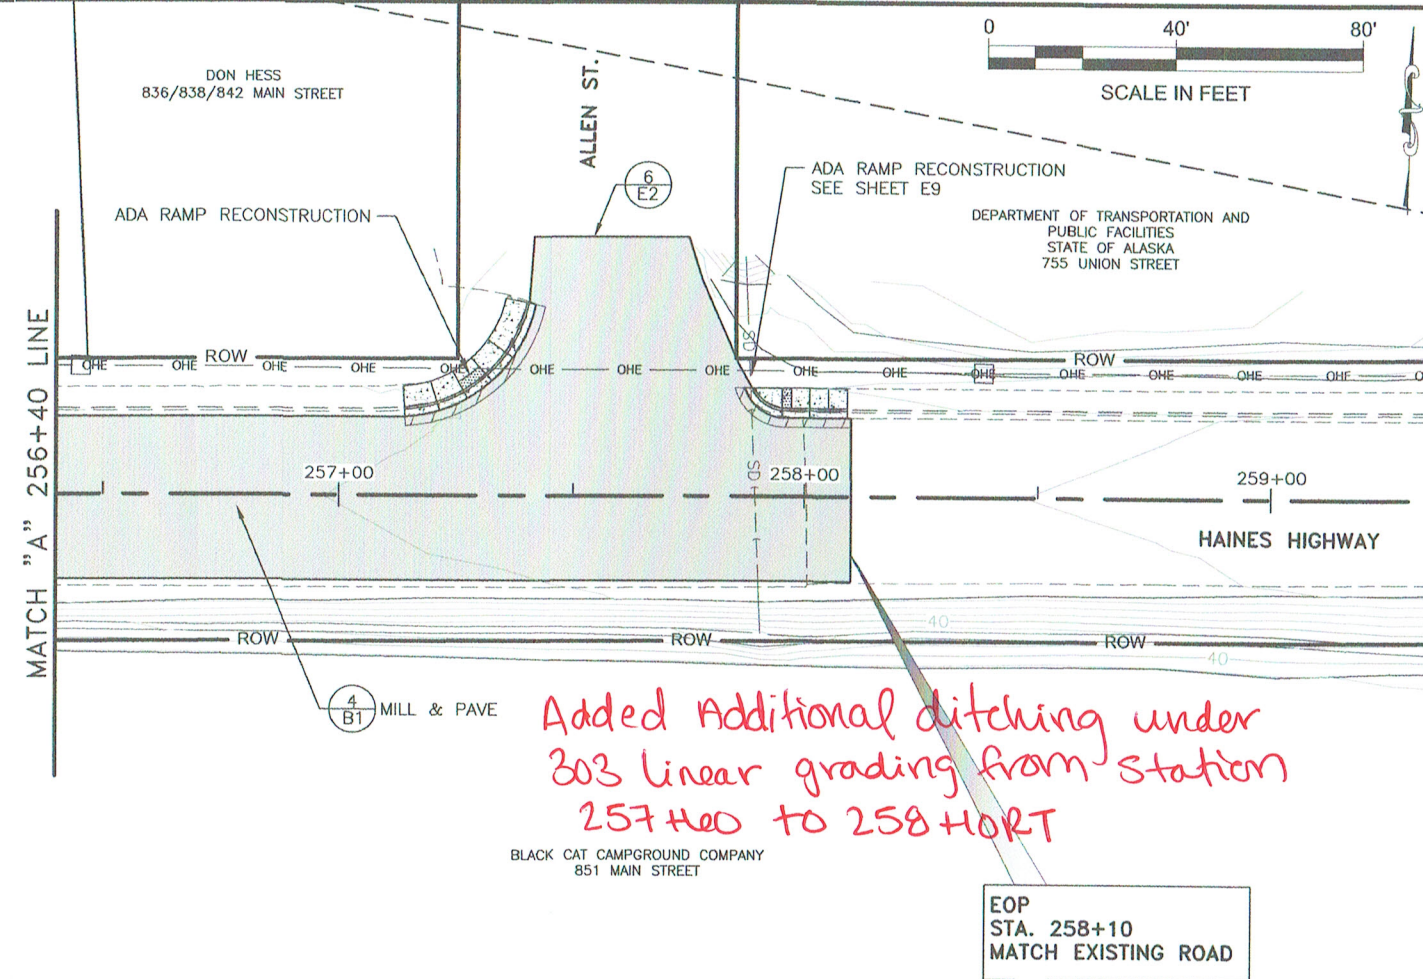 0 40' 80'
SCALE IN FEET
DON HESS
836/838/842 MAIN STREET
ALLEN ST.
6
E2
ADA RAMP RECONSTRUCTION
SEE SHEET E9
ADA RAMP RECONSTRUCTION
DEPARTMENT OF TRANSPORTATION AND
PUBLIC FACILITIES
STATE OF ALASKA
755 UNION STREET
MATCH "A" 256+40 LINE
ROW ROW
OHE OHE OHE OHE OHE OHE OHE OHE OHE OHE OHE OHE OHE OHE OHE
SD
SD
257+00 258+00 259+00
HAINES HIGHWAY
40
ROW ROW ROW
40
4
B1
MILL & PAVE
Added Additional ditching under
303 linear grading from station
257+ to 258+ RT
BLACK CAT CAMPGROUND COMPANY
851 MAIN STREET
EOP
STA. 258+10
MATCH EXISTING ROAD